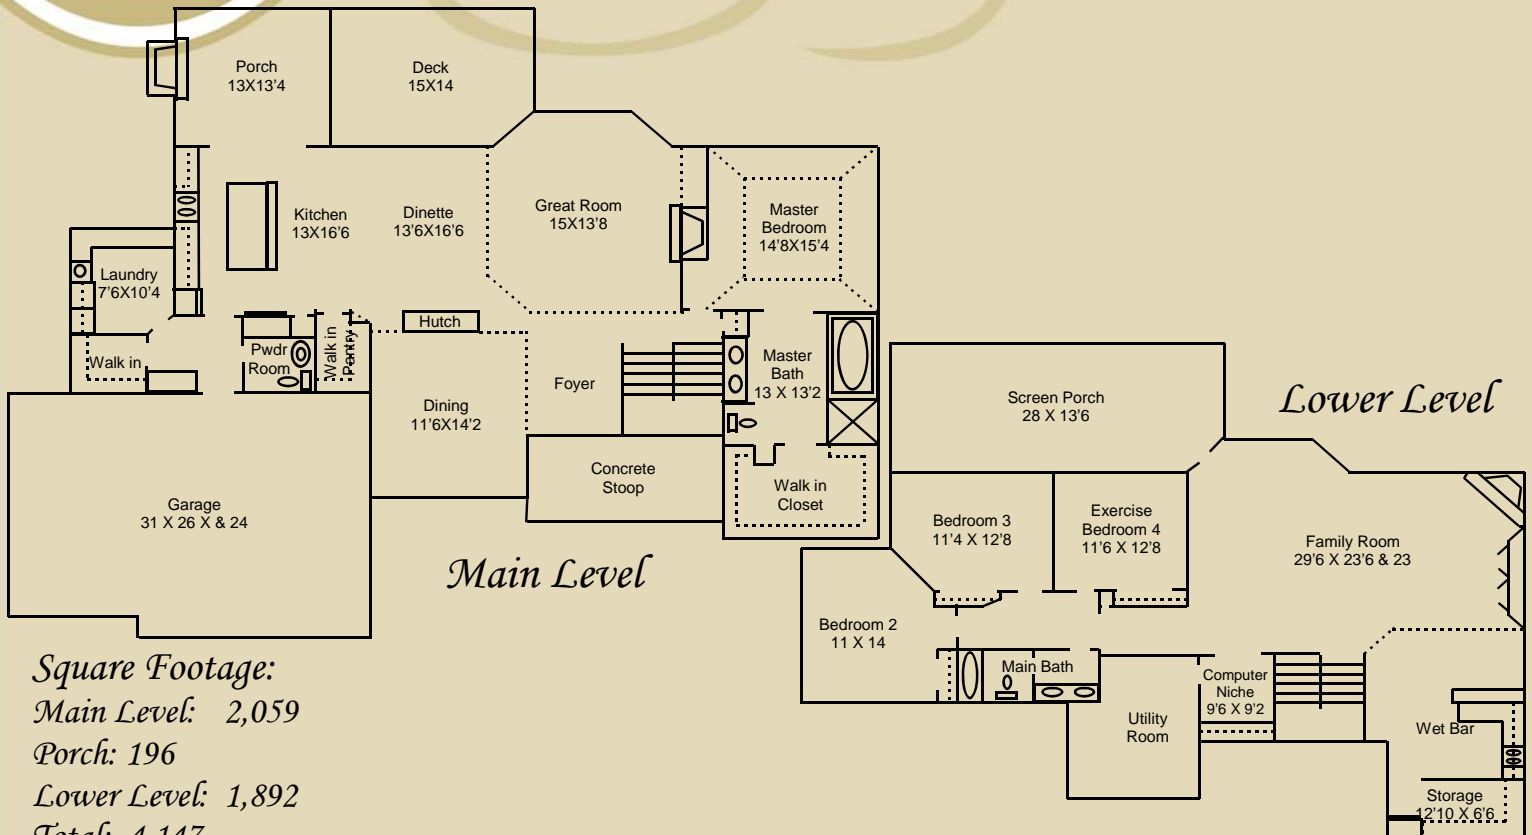 Porch
13X13'4
Deck
15X14
Kitchen
13X16'6
Dinette
13'6X16'6
Great Room
15X13'8
Master
Bedroom
14'8X15'4
Laundry
7'6X10'4
Walk in
Pwdr
Room
Walk in
Pantry
Hutch
Foyer
Master
Bath
13 X 13'2
Dining
11'6X14'2
Concrete
Stoop
Walk in
Closet
Garage
31 X 26 X & 24
Main Level
Lower Level
Screen Porch
28 X 13'6
Bedroom 3
11'4 X 12'8
Exercise
Bedroom 4
11'6 X 12'8
Family Room
29'6 X 23'6 & 23
Bedroom 2
11 X 14
Main Bath
Computer
Niche
9'6 X 9'2
Utility
Room
Wet Bar
Storage
12'10 X 6'6
Square Footage:
Main Level: 2,059
Porch: 196
Lower Level: 1,892
Total: 4,147